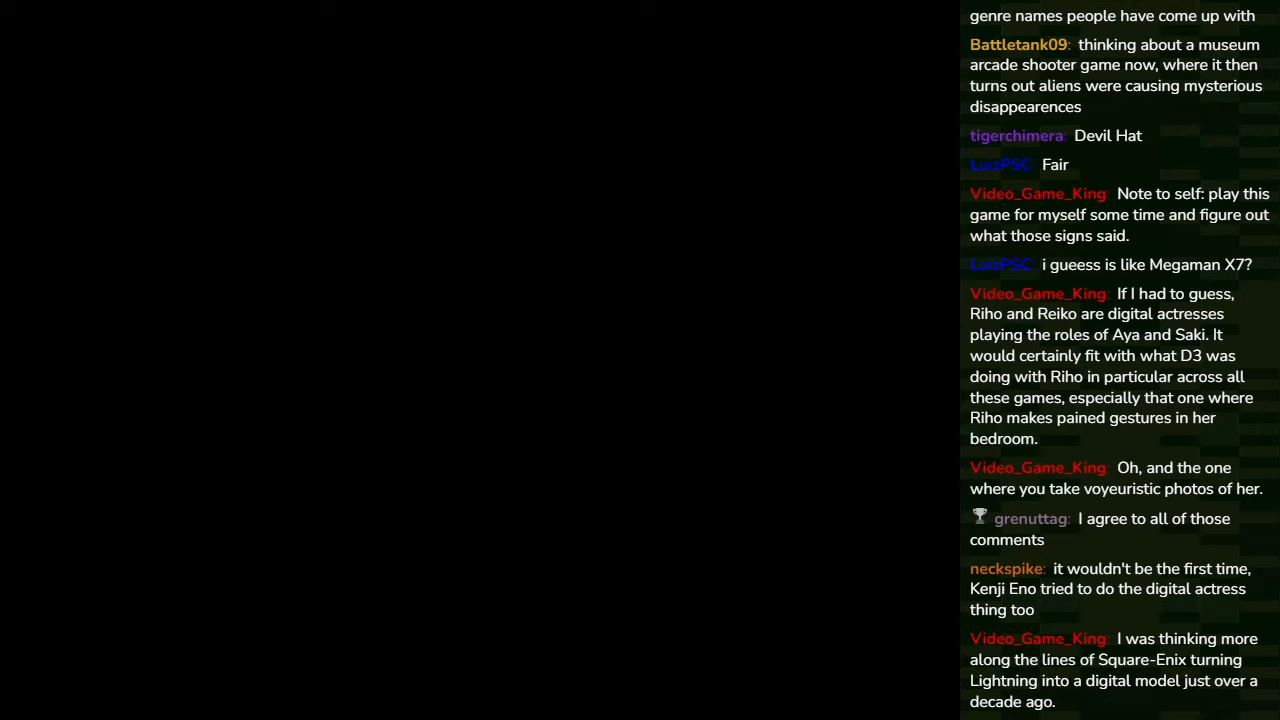 genre names people have come up with
Battletank09: thinking about a museum
arcade shooter game now, where it then
turns out aliens were causing mysterious
disappearences
tigerchimera: Devil Hat
LuizPSC: Fair
Video_Game_King: Note to self: play this
game for myself some time and figure out
what those signs said.
LuizPSC: i gueess is like Megaman X7?
Video_Game_King: If I had to guess,
Riho and Reiko are digital actresses
playing the roles of Aya and Saki. It
would certainly fit with what D3 was
doing with Riho in particular across all
these games, especially that one where
Riho makes pained gestures in her
bedroom.
Video_Game_King: Oh, and the one
where you take voyeuristic photos of her.
grenuttag: I agree to all of those
comments
neckspike: it wouldn't be the first time,
Kenji Eno tried to do the digital actress
thing too
Video_Game_King: I was thinking more
along the lines of Square-Enix turning
Lightning into a digital model just over a
decade ago.